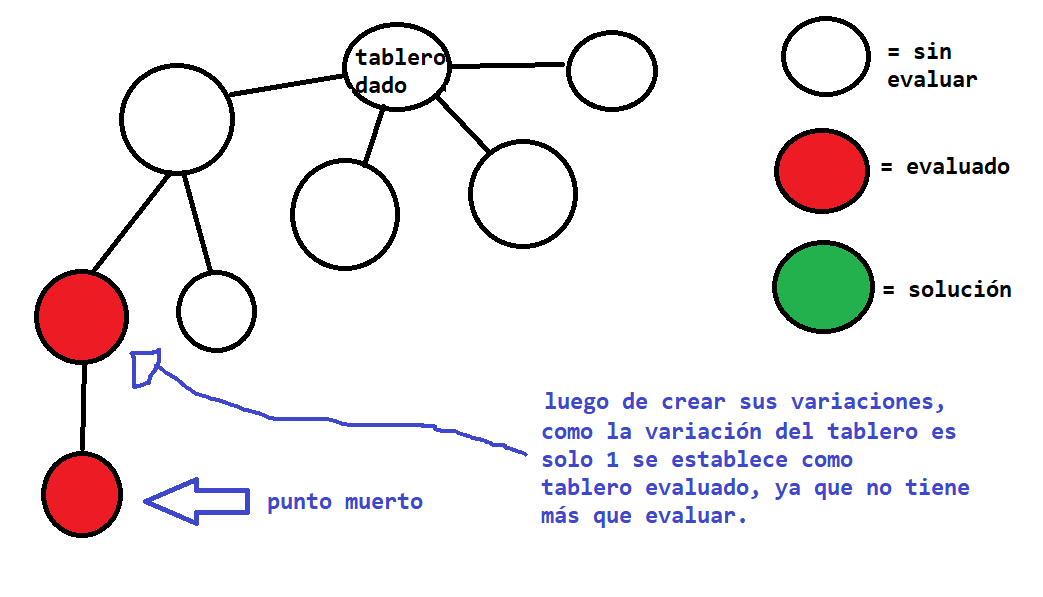 tablero
dado
= sin
evaluar
= evaluado
= solución
luego de crear sus variaciones,
como la variación del tablero es
solo 1 se establece como
tablero evaluado, ya que no tiene
más que evaluar.
punto muerto